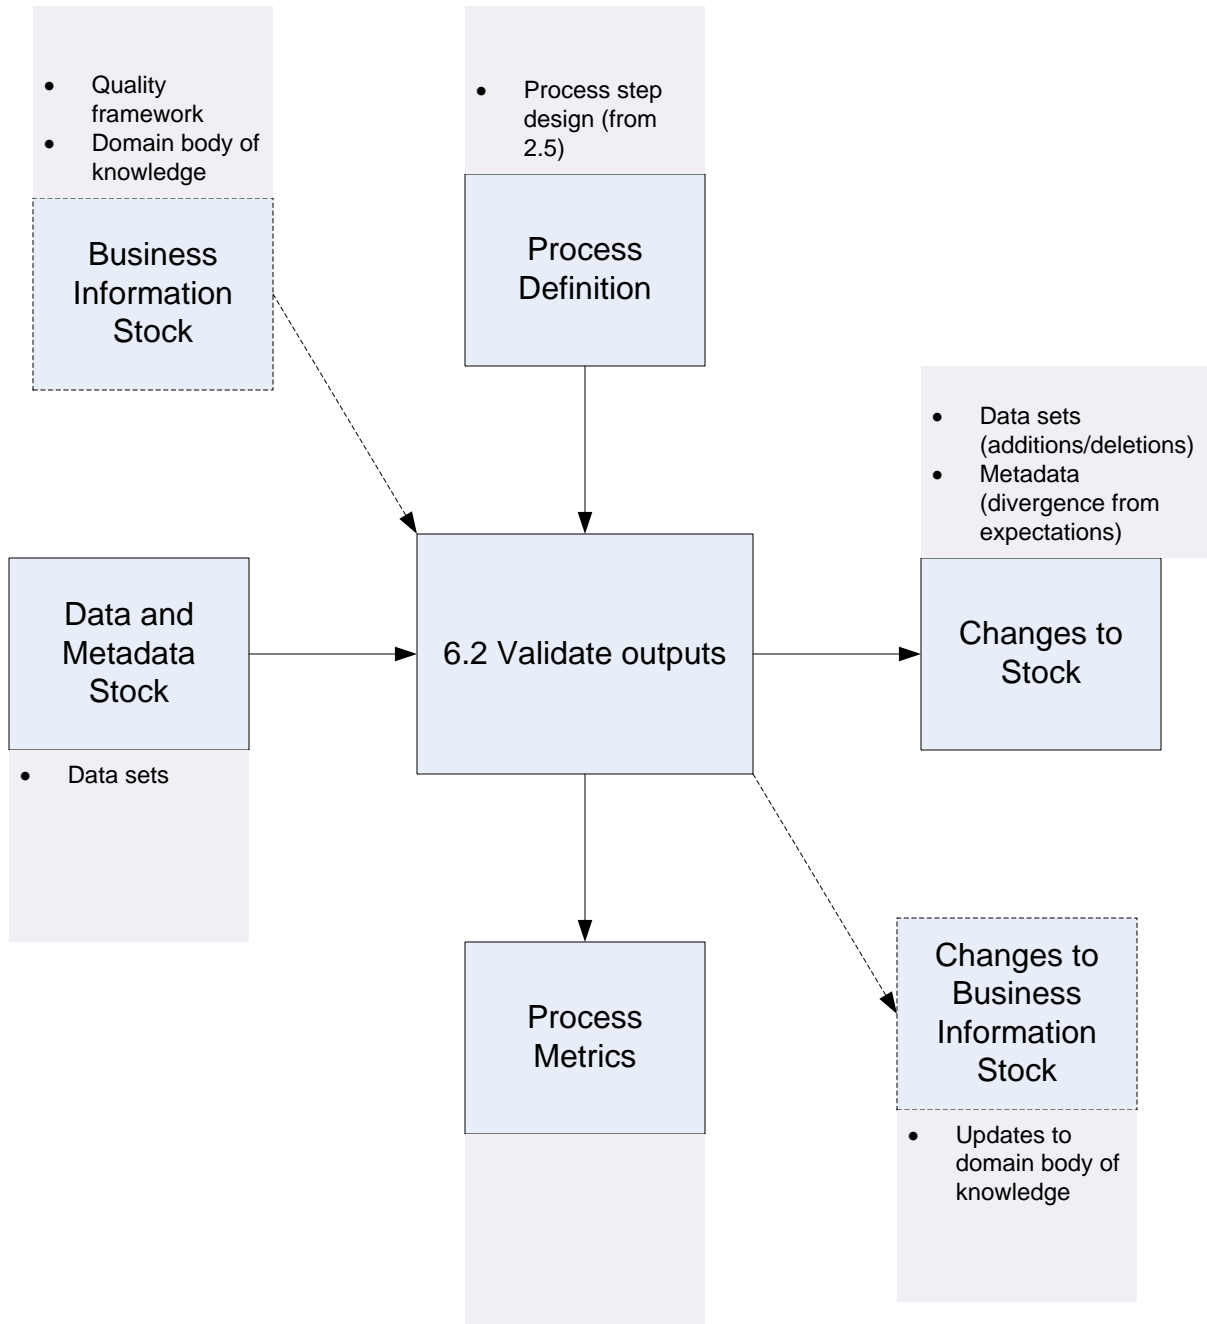 • Quality
framework
• Domain body of
knowledge
Business
Information
Stock
• Process step
design (from
2.5)
Process
Definition
• Data sets
(additions/deletions)
• Metadata
(divergence from
expectations)
Changes to
Stock
Data and
Metadata
Stock
• Data sets
6.2 Validate outputs
Process
Metrics
Changes to
Business
Information
Stock
• Updates to
domain body of
knowledge